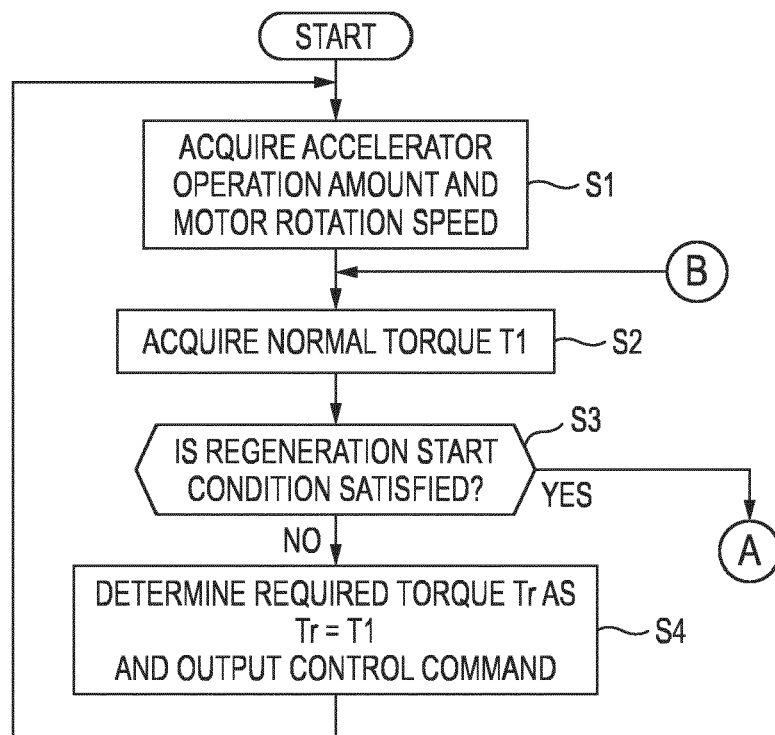 START
ACQUIRE ACCELERATOR
OPERATION AMOUNT AND
MOTOR ROTATION SPEED
S1
B
ACQUIRE NORMAL TORQUE T1
S2
S3
IS REGENERATION START
CONDITION SATISFIED?
YES
NO
A
DETERMINE REQUIRED TORQUE Tr AS
Tr = T1
AND OUTPUT CONTROL COMMAND
S4